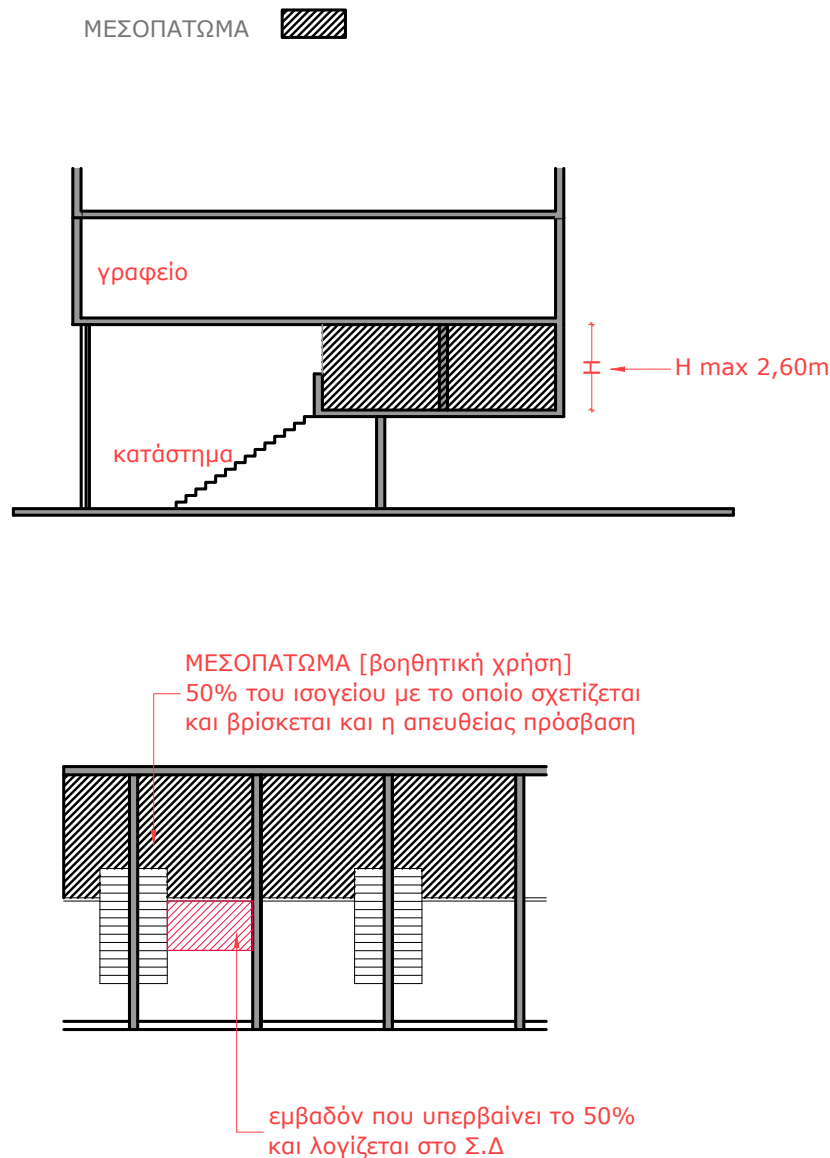 ΜΕΣΟΠΑΤΩΜΑ
γραφείο
H
H max 2,60m
κατάστημα
ΜΕΣΟΠΑΤΩΜΑ [βοηθητική χρήση]
50% του ισογείου με το οποίο σχετίζεται
και βρίσκεται και η απευθείας πρόσβαση
εμβαδόν που υπερβαίνει το 50%
και λογίζεται στο Σ.Δ